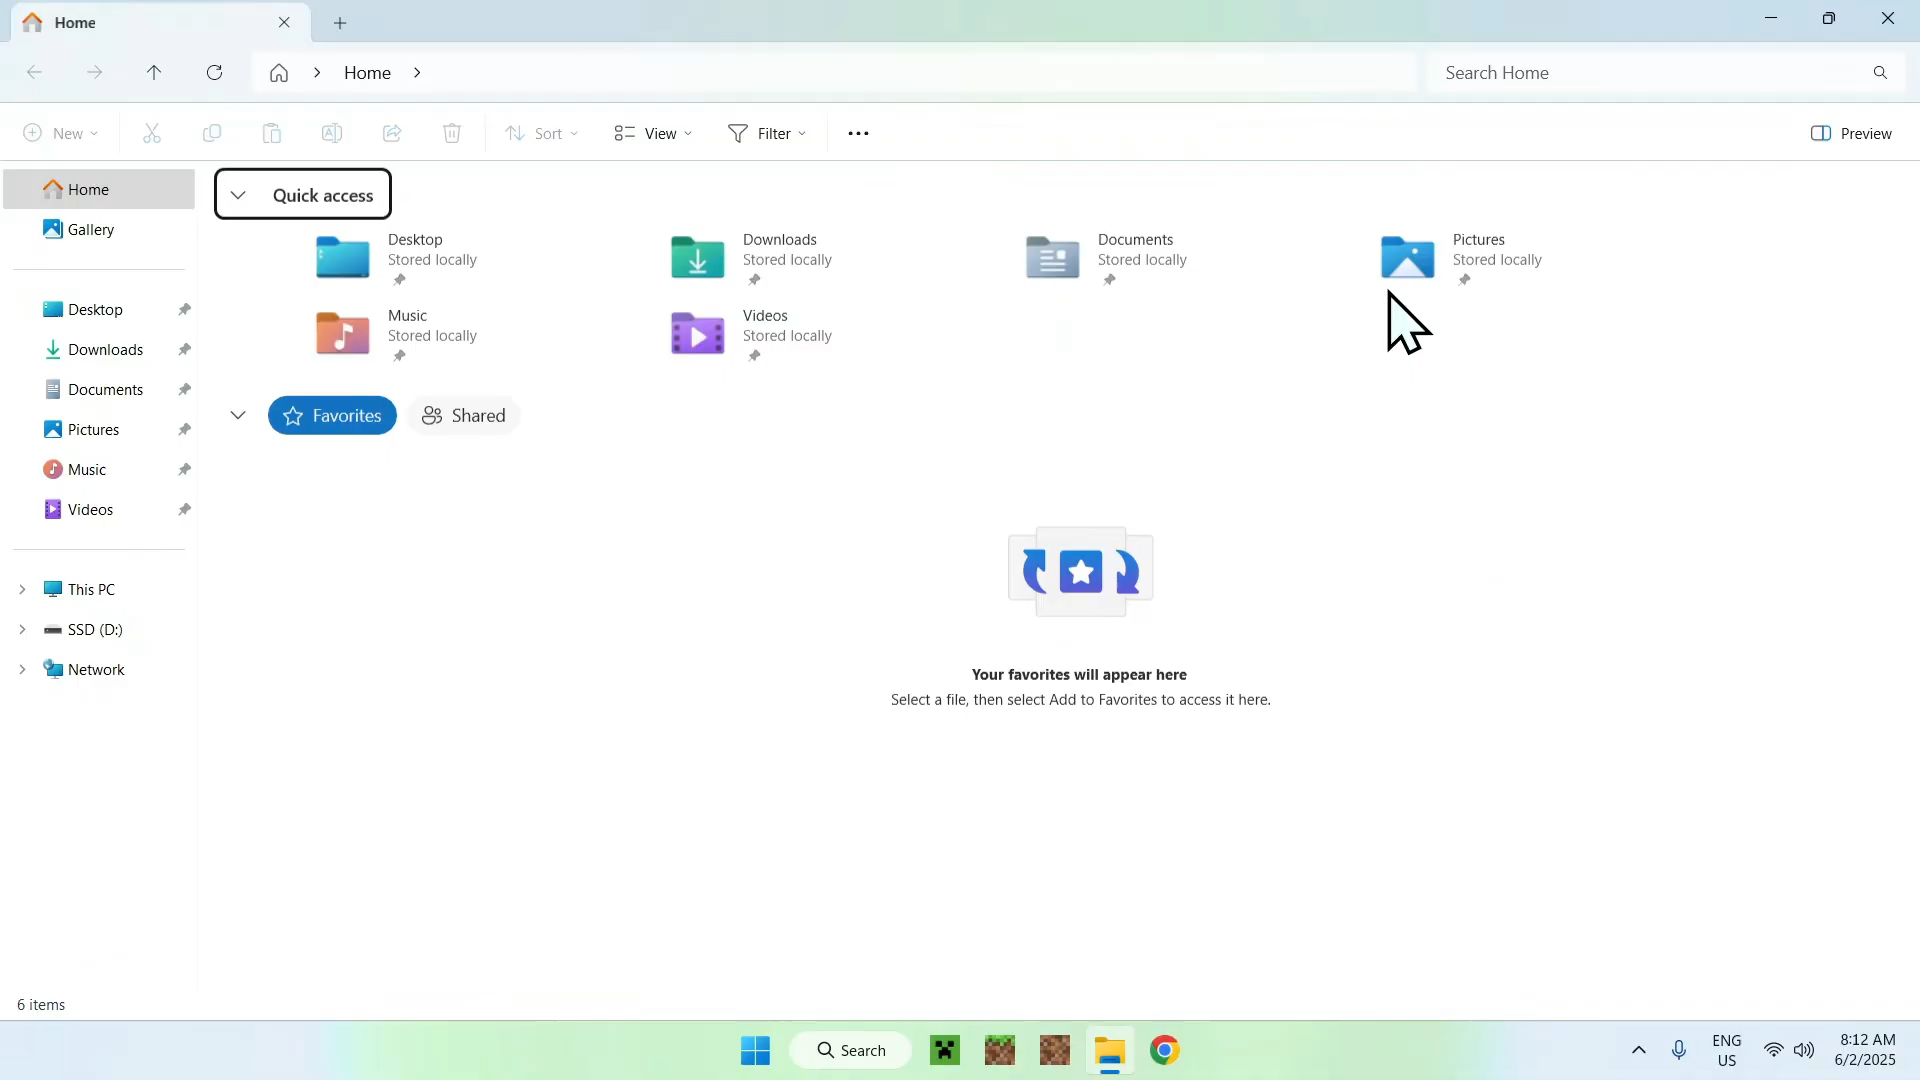 Home
Home
Search Home
New
Sort
View
Filter
Preview
Home
Gallery
Desktop
Downloads
Documents
Pictures
Music
Videos
This PC
SSD (D:)
Network
Quick access
Desktop
Stored locally
Downloads
Stored locally
Documents
Stored locally
Pictures
Stored locally
Music
Stored locally
Videos
Stored locally
Favorites
Shared
Your favorites will appear here
Select a file, then select Add to Favorites to access it here.
6 items
Search
ENG
US
8:12 AM
6/2/2025